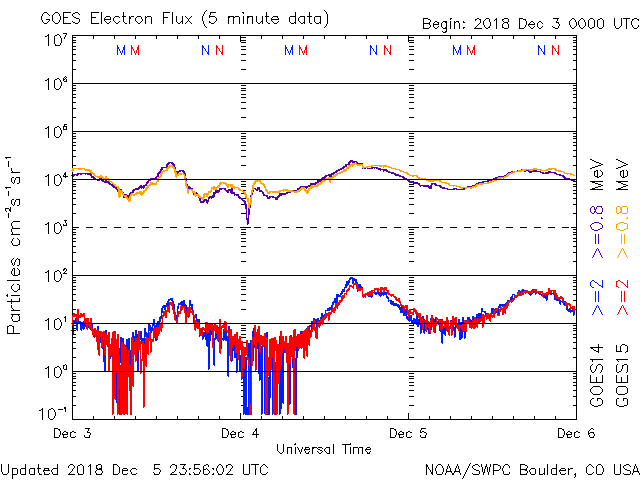 GOES Electron Flux (5 minute data)
Begin: 2018 Dec 3 0000 UTC
10⁷
M M N N M M N N M M N N
10⁶
10⁵
10⁴
10³
10²
10¹
10⁰
10⁻¹
Particles cm⁻²s⁻¹sr⁻¹
Dec 3 Dec 4 Dec 5 Dec 6
Universal Time
GOES14 >=2 >=0.8 MeV
GOES15 >=2 >=0.8 MeV
Updated 2018 Dec 5 23:56:02 UTC
NOAA/SWPC Boulder, CO USA